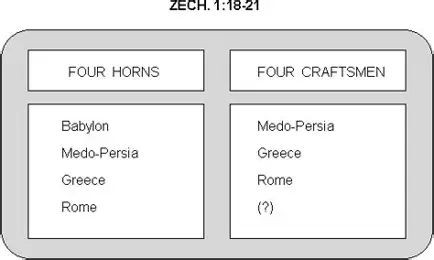 ZECH. 1:18-21
FOUR HORNS
FOUR CRAFTSMEN
Babylon
Medo-Persia
Greece
Rome
Medo-Persia
Greece
Rome
(?)